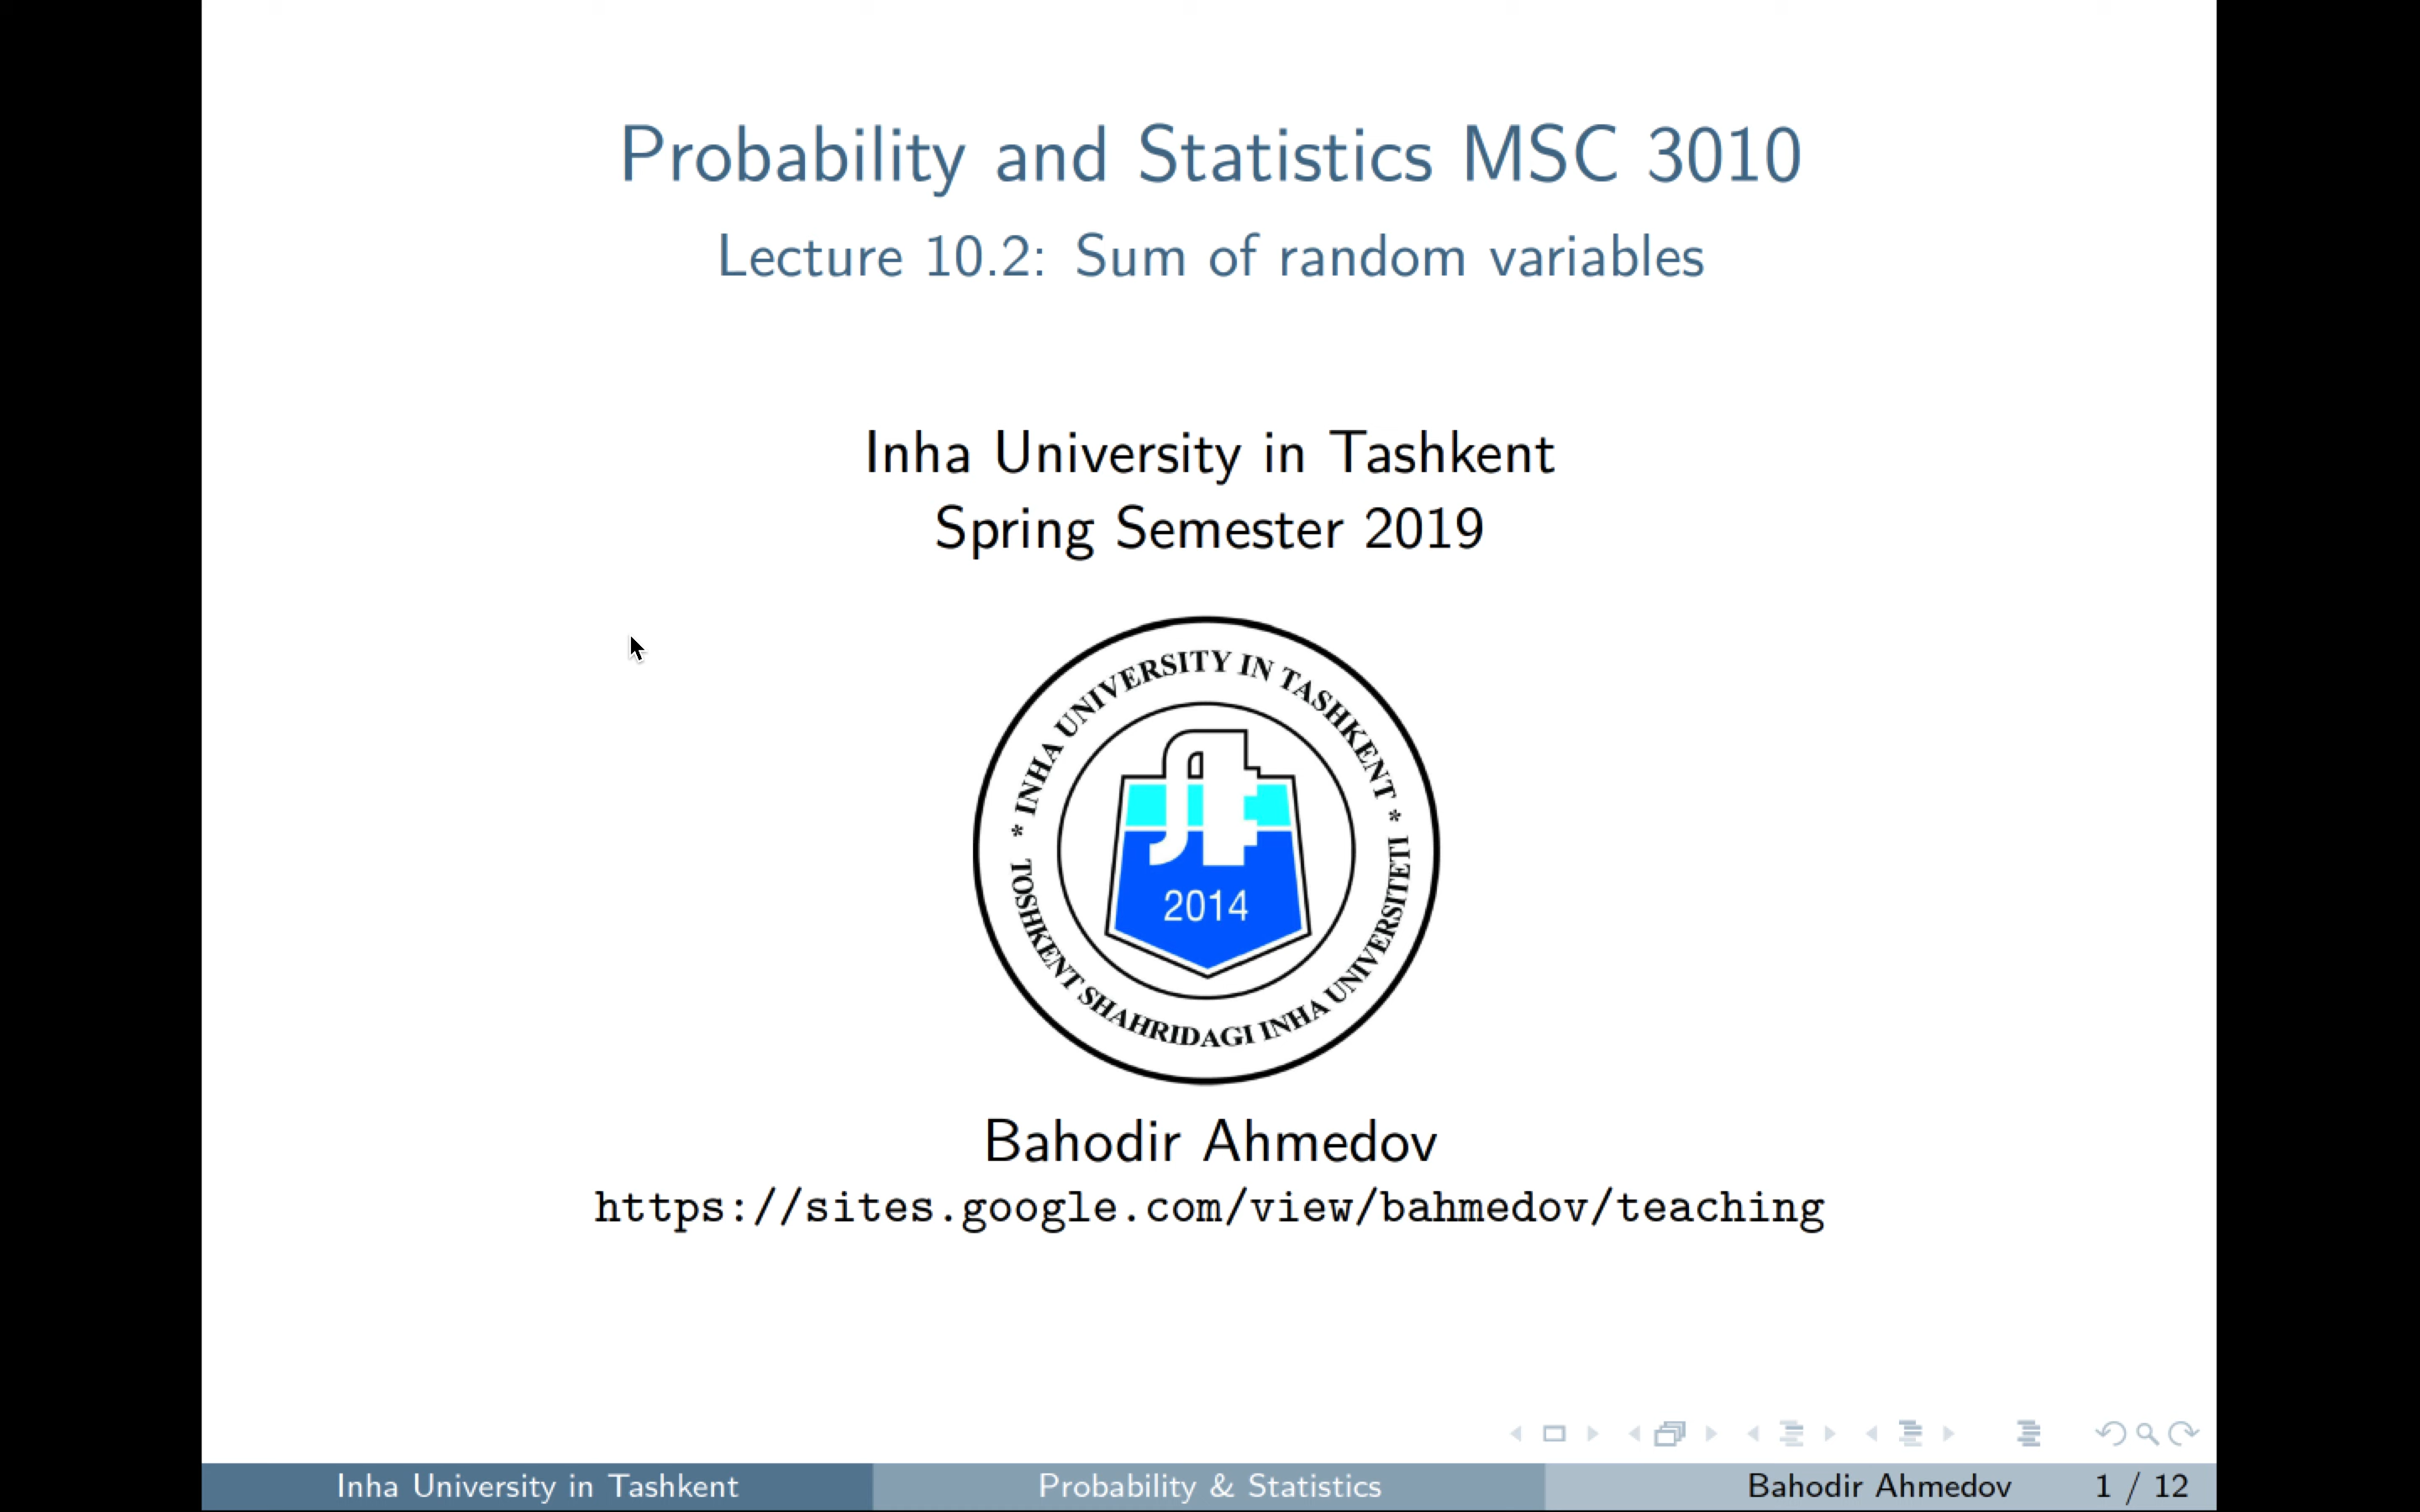 Probability and Statistics MSC 3010
Lecture 10.2: Sum of random variables
Inha University in Tashkent
Spring Semester 2019
* INHA UNIVERSITY IN TASHKENT *
2014
TOSHKENT SHAHRIDAGI INHA UNIVERSITETI
Bahodir Ahmedov
https://sites.google.com/view/bahmedov/teaching
Inha University in Tashkent
Probability & Statistics
Bahodir Ahmedov
1 / 12